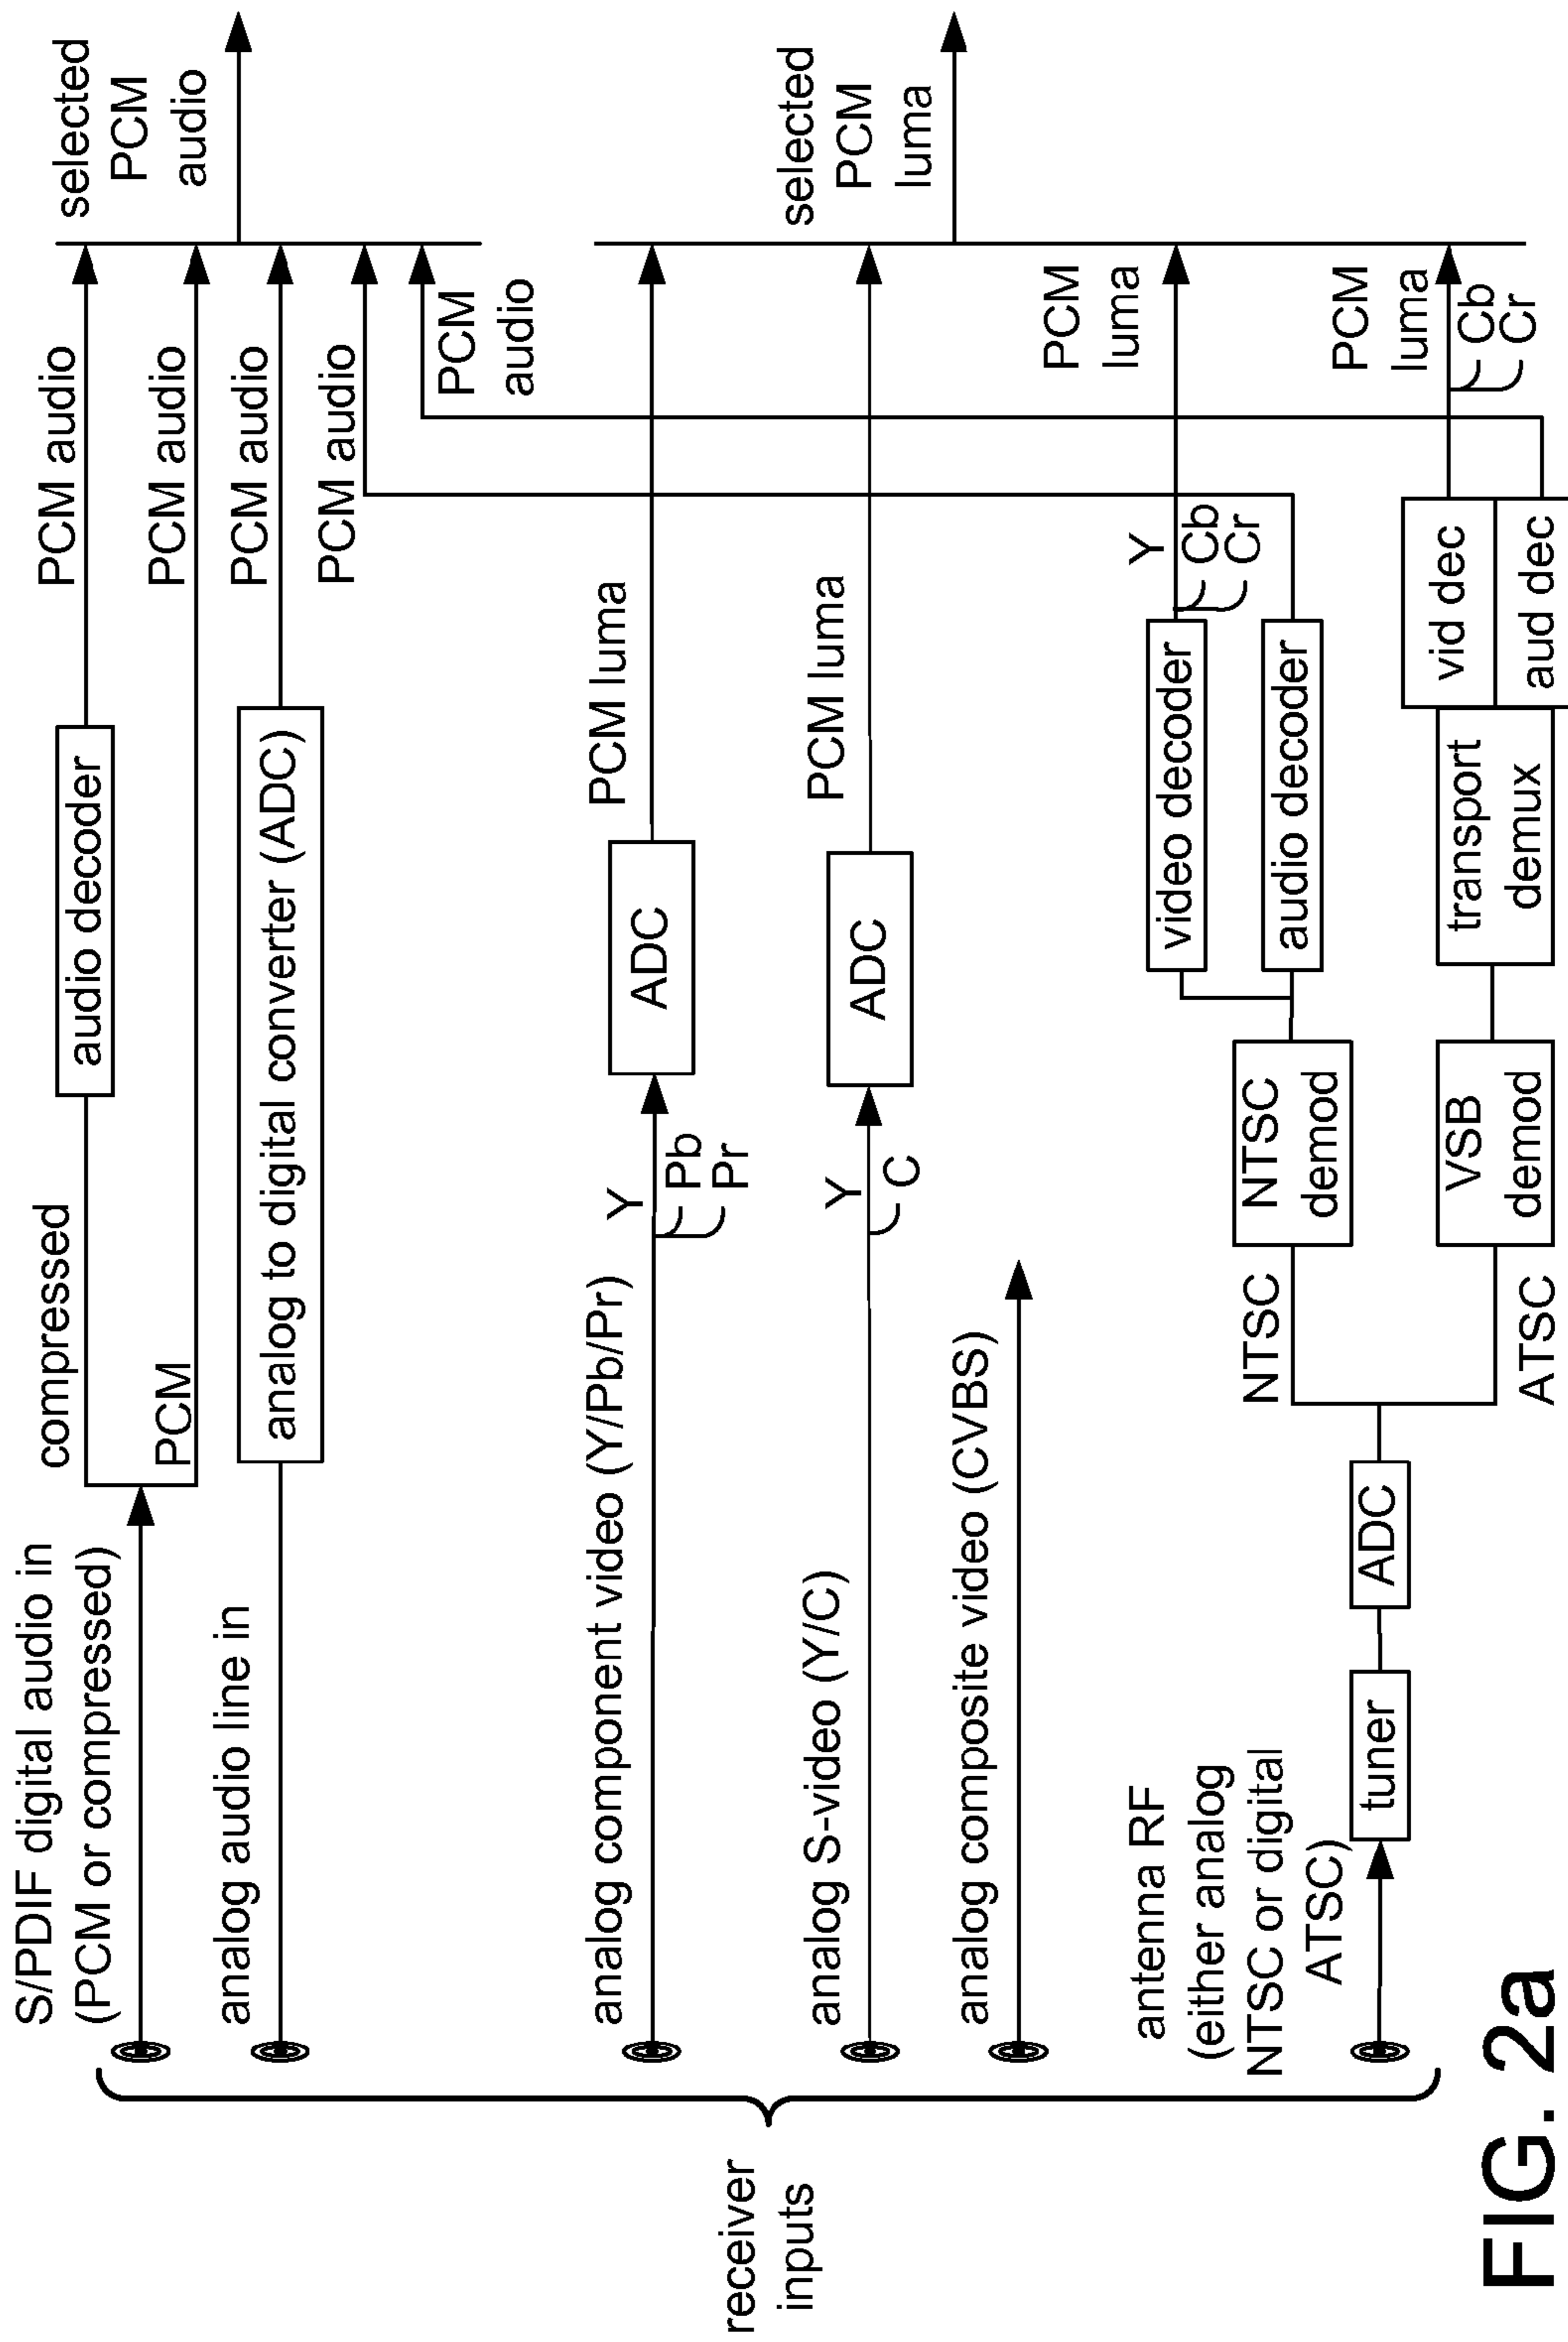 S/PDIF digital audio in
(PCM or compressed)
compressed
PCM
audio decoder
PCM audio
PCM audio
selected
PCM
audio
analog audio line in
analog to digital converter (ADC)
PCM audio
PCM audio
PCM
audio
receiver
inputs
analog component video (Y/Pb/Pr)
Y
Pb
Pr
ADC
PCM luma
selected
PCM
luma
analog S-video (Y/C)
Y
C
ADC
PCM luma
analog composite video (CVBS)
antenna RF
(either analog
NTSC or digital
ATSC)
tuner
ADC
NTSC
NTSC
demod
video decoder
audio decoder
Y
Cb
Cr
PCM
luma
ATSC
VSB
demod
transport
demux
vid dec
aud dec
PCM
luma
Cb
Cr
FIG. 2a